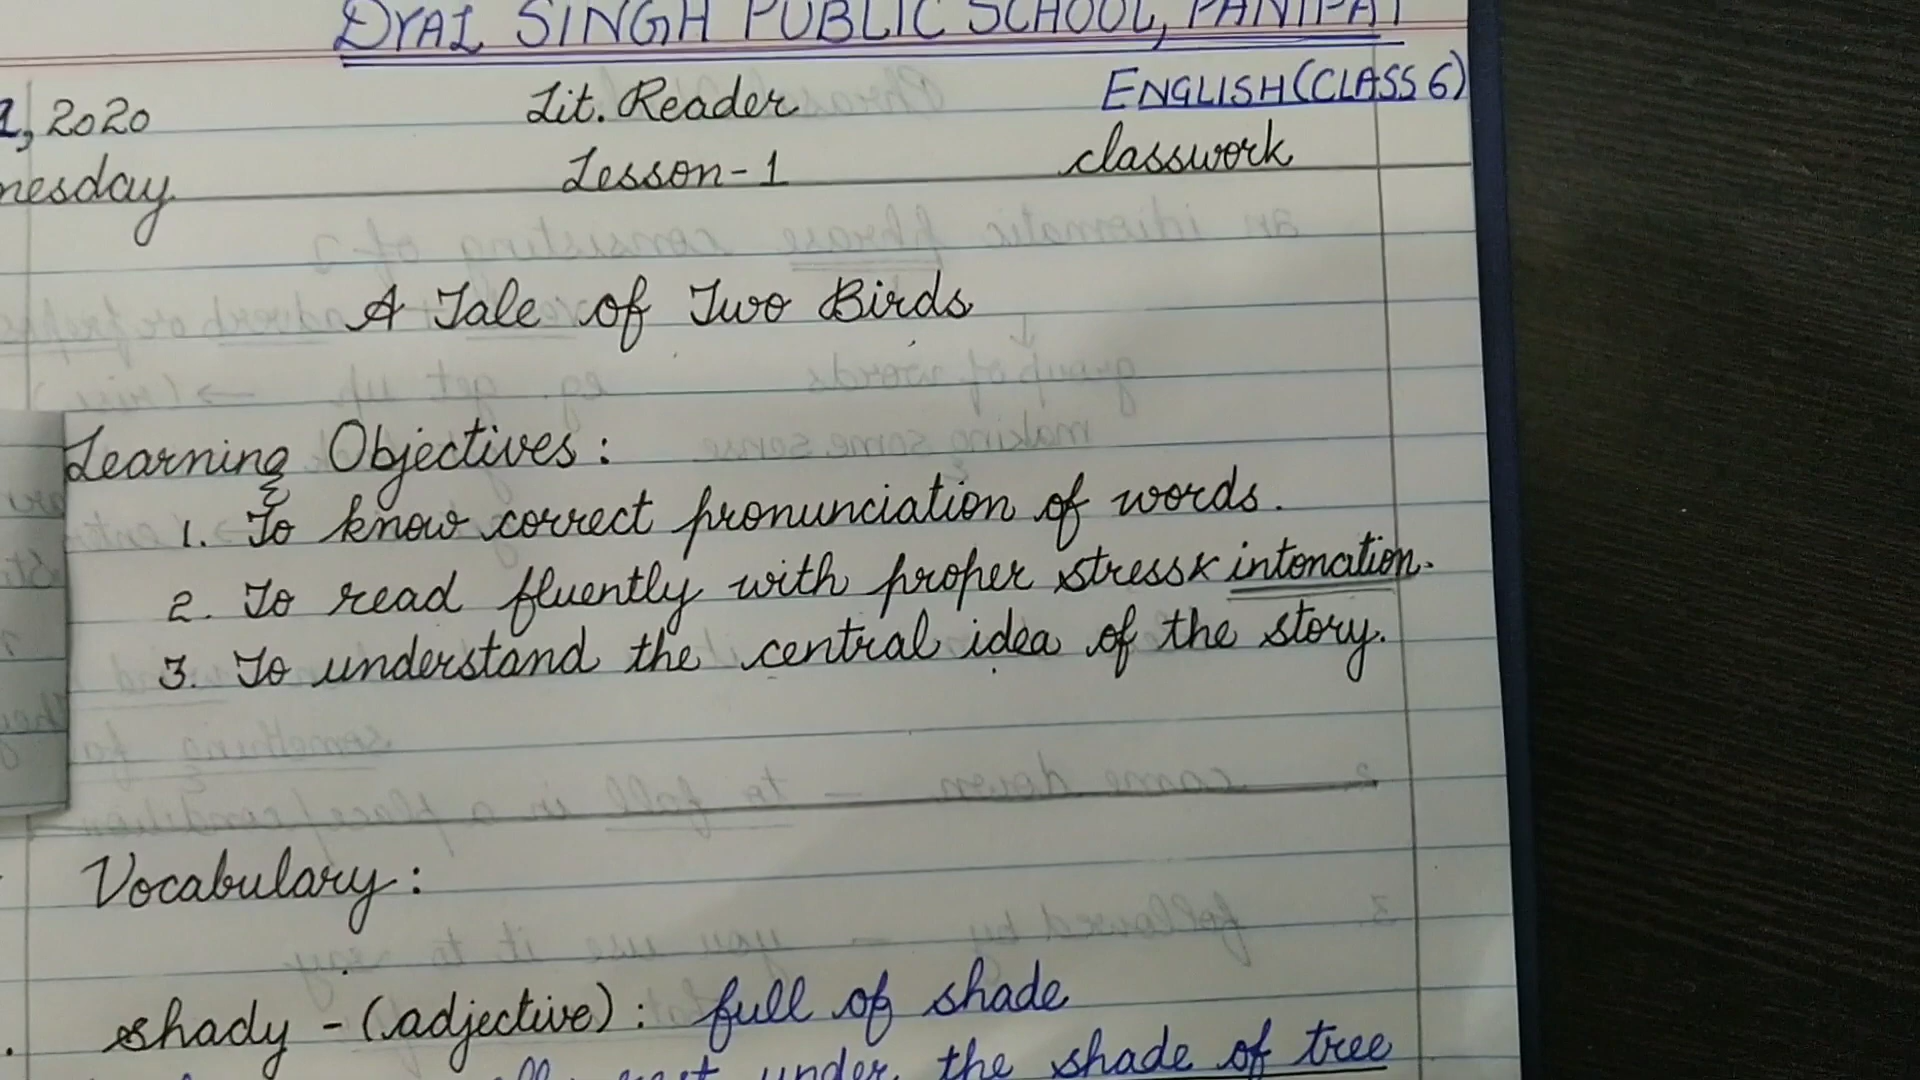 DYAL SINGH PUBLIC SCHOOL, PANIPAT
1, 2020 Lit. Reader ENGLISH (CLASS 6)
nesday Lesson-1 classwork
A Tale of Two Birds
Learning Objectives :
1. To know correct pronunciation of words.
2. To read fluently with proper stress & intonation.
3. To understand the central idea of the story.
Vocabulary :
. shady - (adjective) : full of shade
under the shade of tree